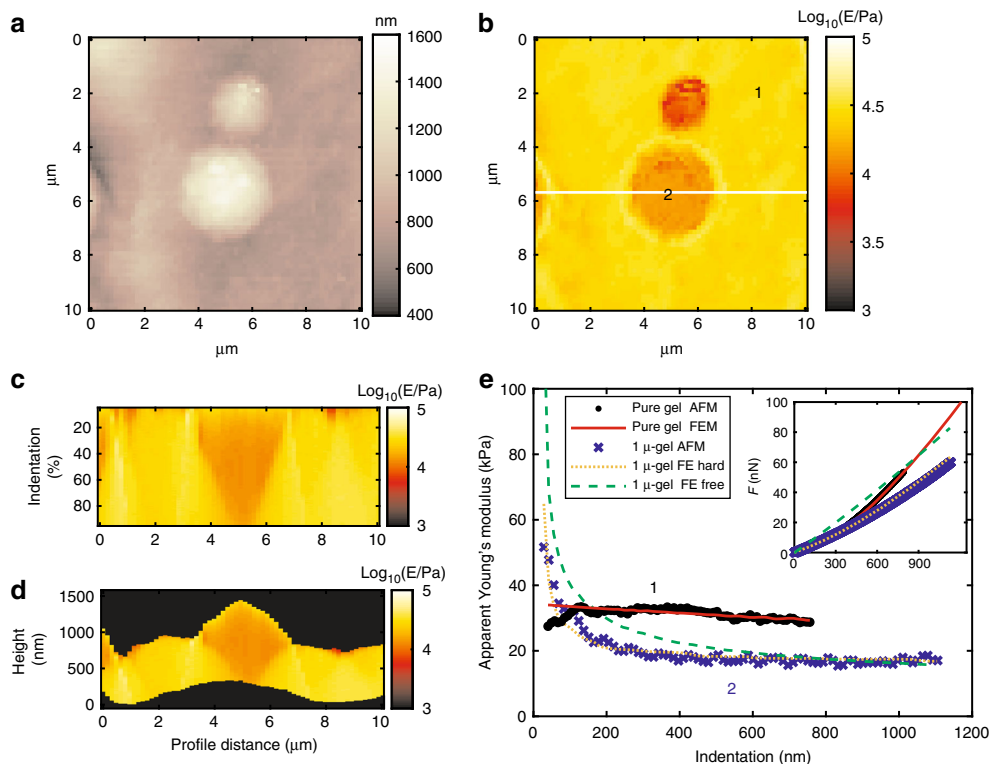 a
nm
1600
1400
1200
1000
800
600
400
0
2
4
6
8
10
μm
0 2 4 6 8 10
μm
b
Log10(E/Pa)
5
4.5
4
3.5
3
0
2
4
6
8
10
μm
0 2 4 6 8 10
μm
1
2
c
Log10(E/Pa)
5
4
3
20
40
60
80
Indentation
(%)
0 2 4 6 8 10
d
Log10(E/Pa)
5
4
3
1500
1000
500
0
Height
(nm)
0 2 4 6 8 10
Profile distance (μm)
e
100
80
60
40
20
0
Apparent Young's modulus (kPa)
0 200 400 600 800 1000 1200
Indentation (nm)
Pure gel AFM
Pure gel FEM
1 μ-gel AFM
1 μ-gel FE hard
1 μ-gel FE free
1
2
100
80
60
40
20
0
F (nN)
0 300 600 900